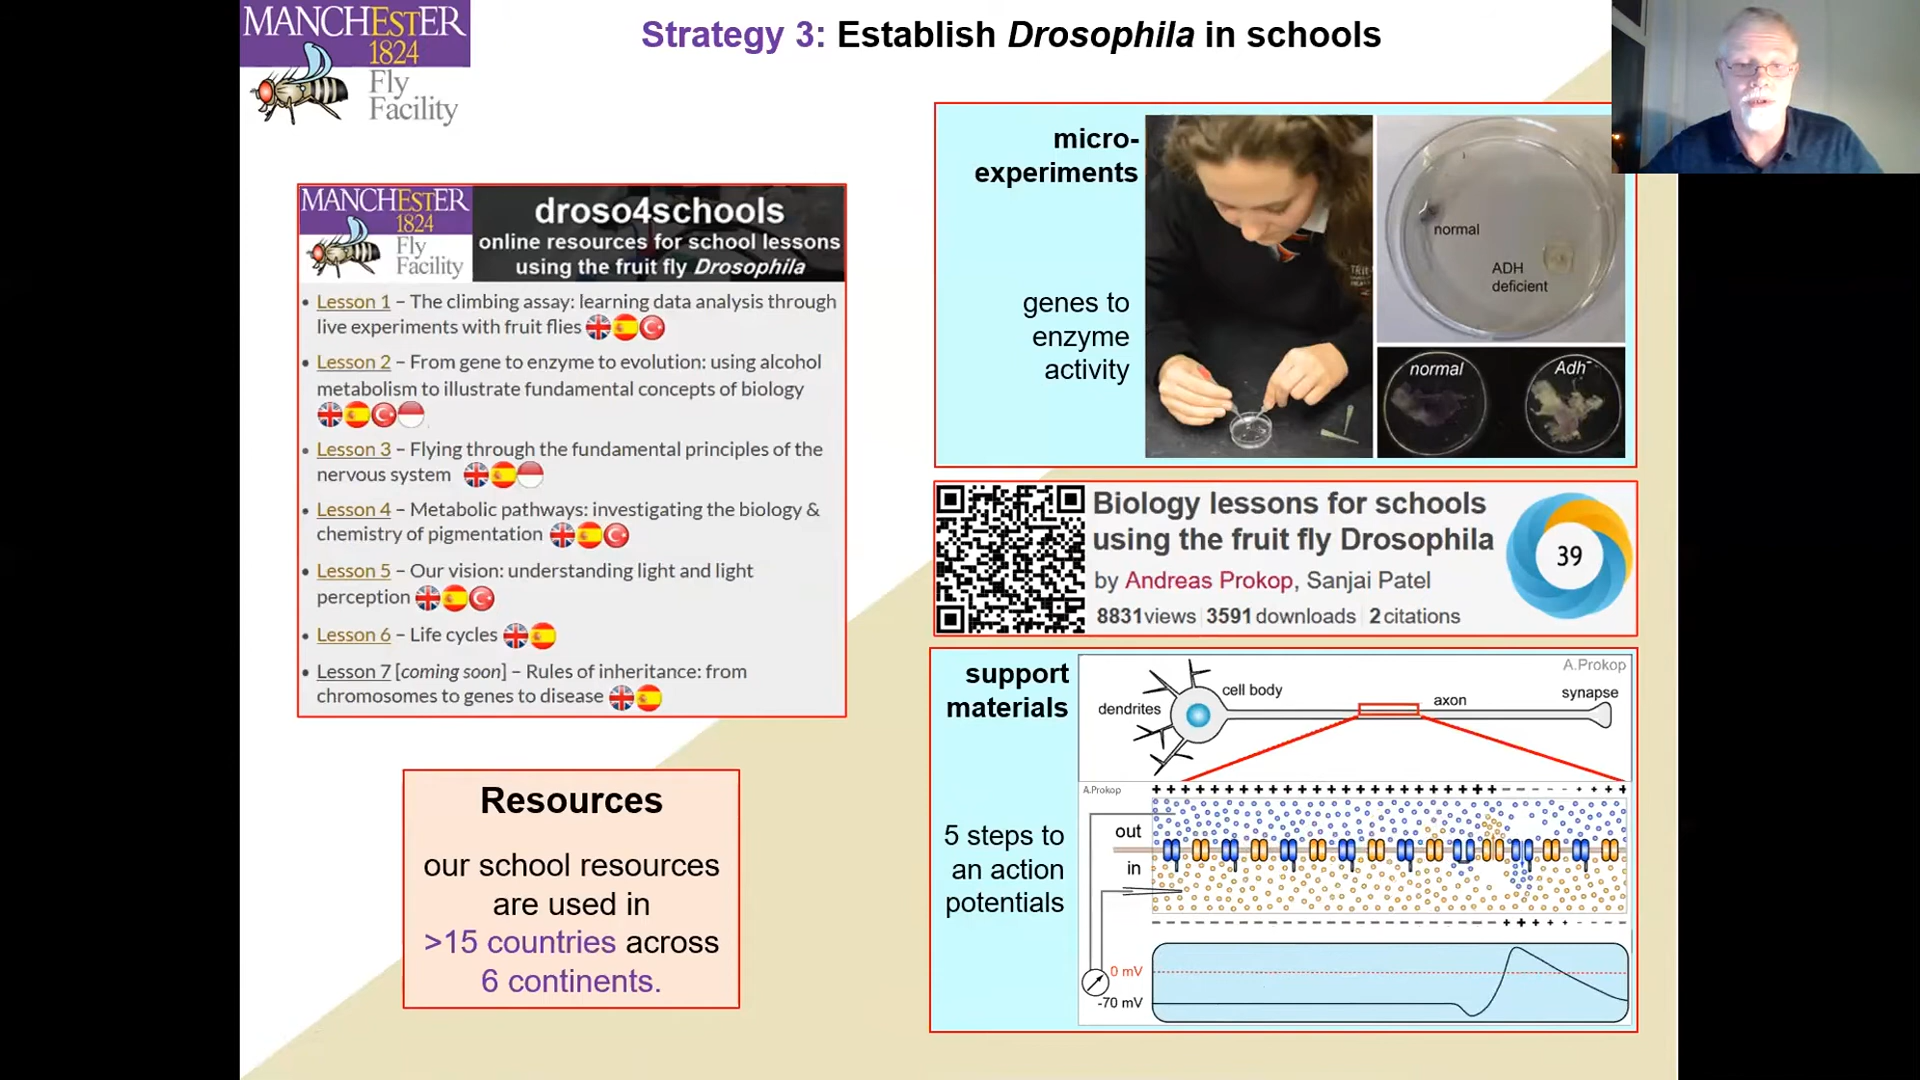 MANCHESTER
1824
Fly
Facility
Strategy 3: Establish Drosophila in schools
MANCHESTER
1824
Fly
Facility
droso4schools
online resources for school lessons
using the fruit fly Drosophila
• Lesson 1 – The climbing assay: learning data analysis through
live experiments with fruit flies
• Lesson 2 – From gene to enzyme to evolution: using alcohol
metabolism to illustrate fundamental concepts of biology
• Lesson 3 – Flying through the fundamental principles of the
nervous system
• Lesson 4 – Metabolic pathways: investigating the biology &
chemistry of pigmentation
• Lesson 5 – Our vision: understanding light and light
perception
• Lesson 6 – Life cycles
• Lesson 7 [coming soon] – Rules of inheritance: from
chromosomes to genes to disease
Resources
our school resources
are used in
>15 countries across
6 continents.
micro-
experiments
genes to
enzyme
activity
normal
ADH
deficient
normal
Adh-
Biology lessons for schools
using the fruit fly Drosophila
by Andreas Prokop, Sanjai Patel
8831 views | 3591 downloads | 2 citations
39
support
materials
5 steps to
an action
potentials
A.Prokop
cell body
dendrites
axon
synapse
A.Prokop
out
in
0 mV
-70 mV